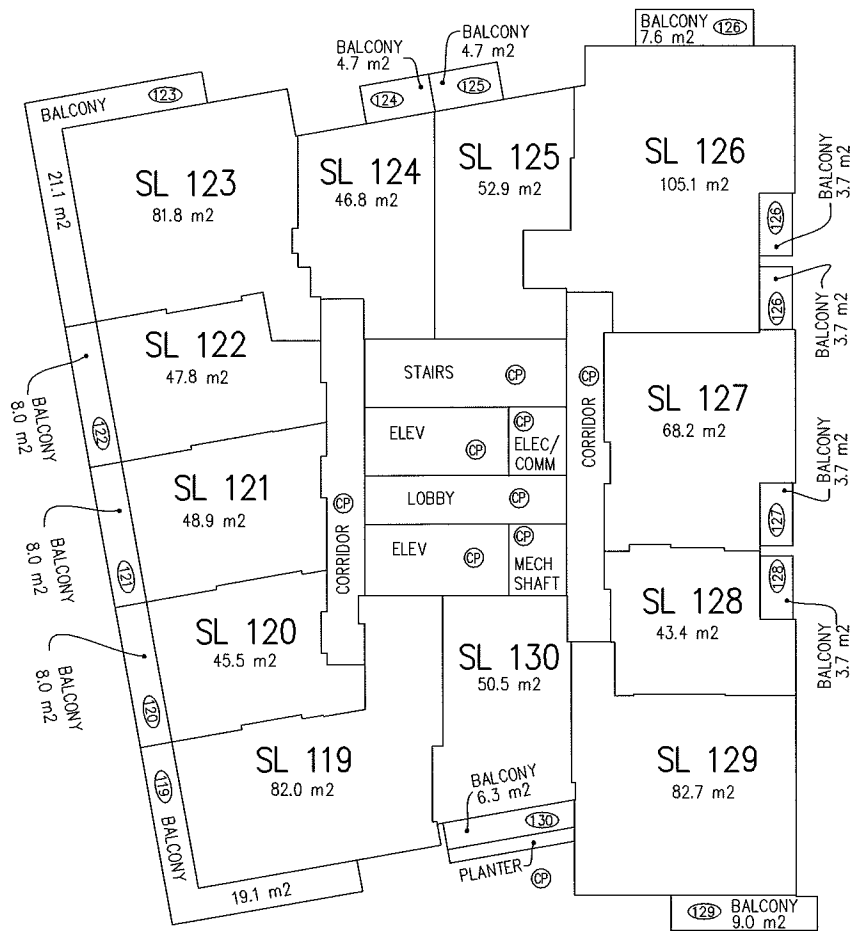 BALCONY
7.6 m2
126
BALCONY
4.7 m2
BALCONY
4.7 m2
124
125
BALCONY
123
21.1 m2
SL 123
81.8 m2
SL 124
46.8 m2
SL 125
52.9 m2
SL 126
105.1 m2
126
BALCONY
3.7 m2
126
BALCONY
3.7 m2
SL 122
47.8 m2
BALCONY
8.0 m2
122
STAIRS
CP
CORRIDOR
CP
SL 127
68.2 m2
ELEV
CP
CP
ELEC/
COMM
SL 121
48.9 m2
BALCONY
8.0 m2
121
CORRIDOR
CP
LOBBY
CP
127
BALCONY
3.7 m2
ELEV
CP
CP
MECH
SHAFT
SL 120
45.5 m2
BALCONY
8.0 m2
120
SL 128
43.4 m2
128
BALCONY
3.7 m2
SL 130
50.5 m2
SL 119
82.0 m2
119
BALCONY
19.1 m2
BALCONY
6.3 m2
130
PLANTER
CP
SL 129
82.7 m2
129
BALCONY
9.0 m2